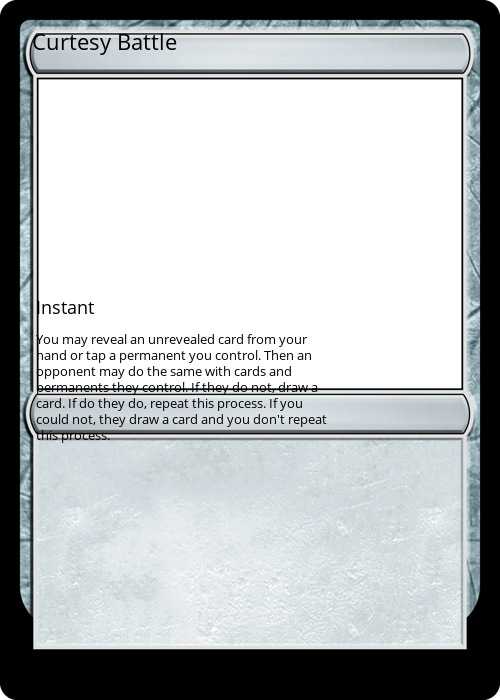 Curtesy Battle
Instant
You may reveal an unrevealed card from your
hand or tap a permanent you control. Then an
opponent may do the same with cards and
permanents they control. If they do not, draw a
card. If do they do, repeat this process. If you
could not, they draw a card and you don't repeat
this process.